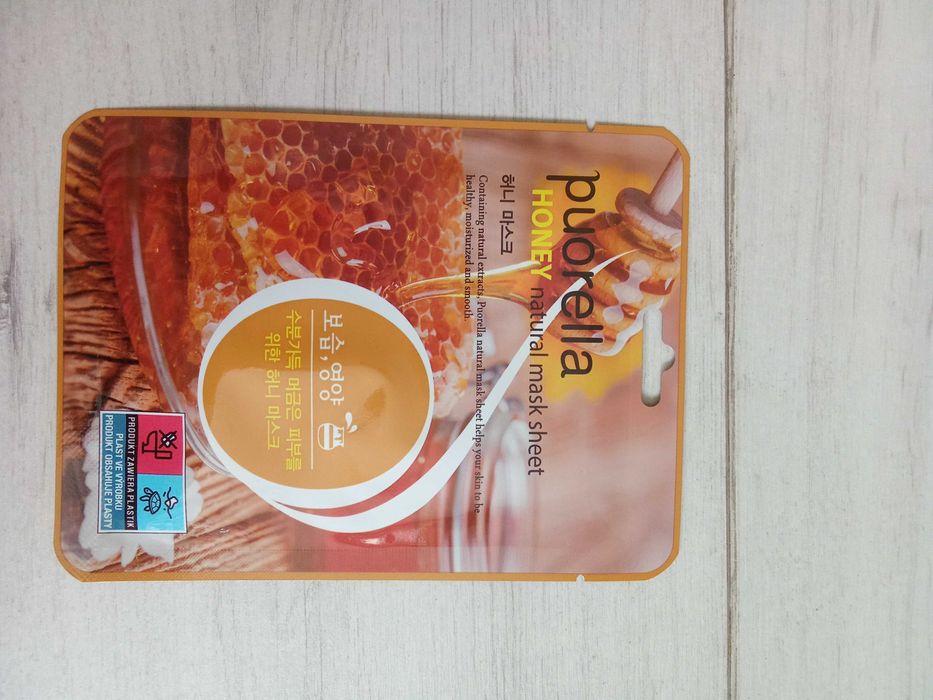 puorella
HONEY natural mask sheet
허니 마스크
Containing natural extracts, Puorella natural mask sheet helps your skin to be
healthy, moisturized and smooth.
보습,영양
수분가득 머금은 피부를
위한 허니 마스크
PRODUKT ZAWIERA PLASTIK
PLAST VE VÝROBKU
PRODUKT OBSAHUJE PLASTY